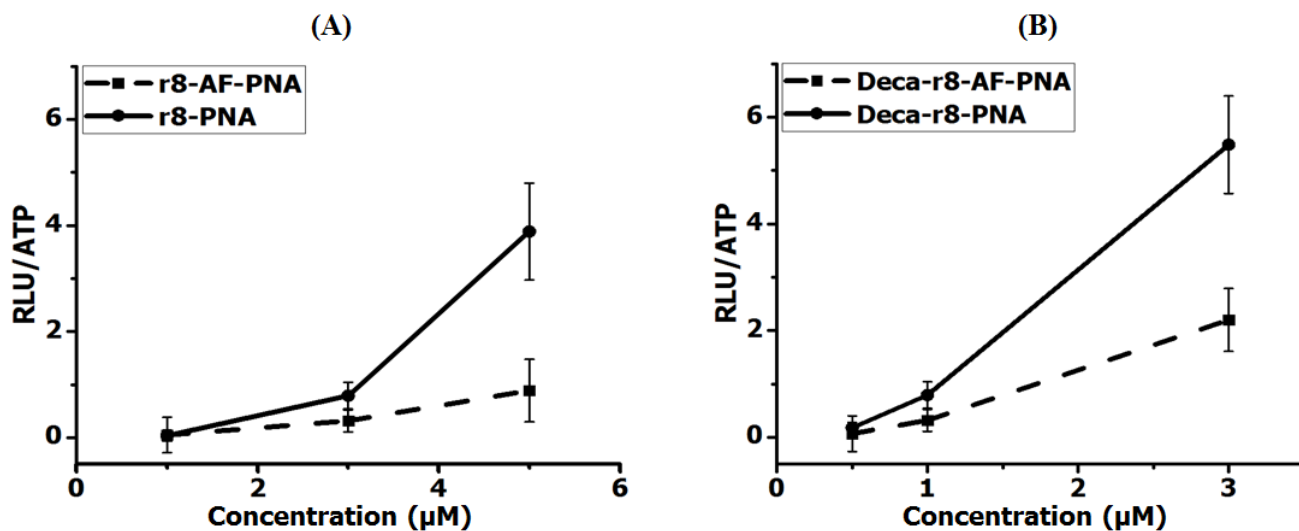 (A)
r8-AF-PNA
r8-PNA
RLU/ATP
6
4
2
0
0 2 4 6
Concentration (µM)
(B)
Deca-r8-AF-PNA
Deca-r8-PNA
RLU/ATP
6
4
2
0
0 1 2 3
Concentration (µM)